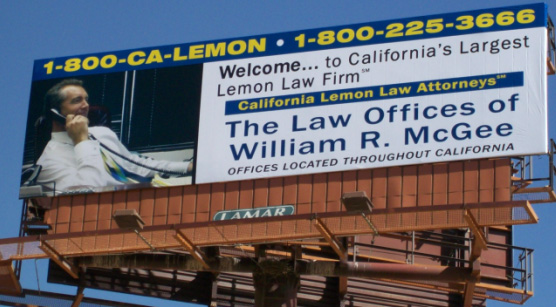 1-800-CA-LEMON • 1-800-225-3666
Welcome... to California's Largest
Lemon Law Firm℠
California Lemon Law Attorneys℠
The Law Offices of
William R. McGee
OFFICES LOCATED THROUGHOUT CALIFORNIA
LAMAR